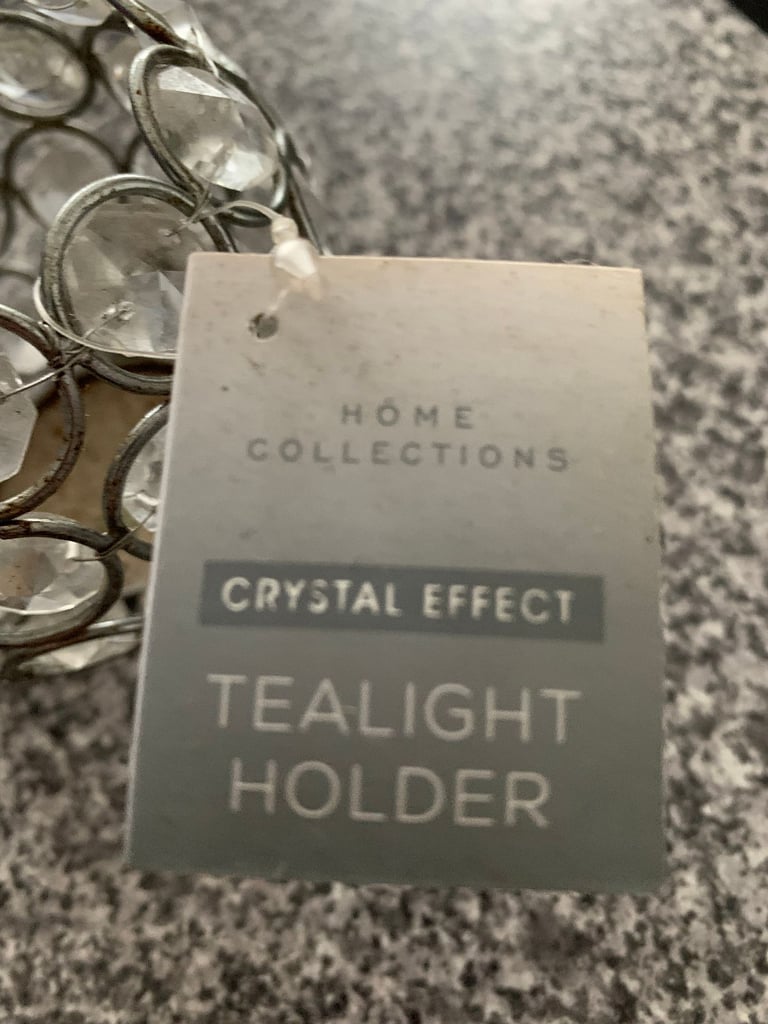 HOME
COLLECTIONS
CRYSTAL EFFECT
TEALIGHT
HOLDER